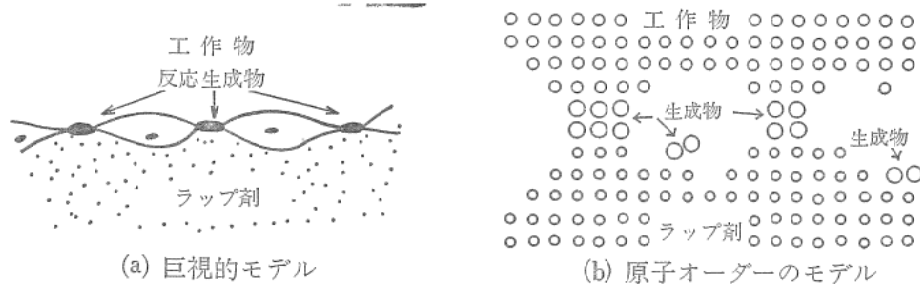 工作物
反応生成物
ラップ剤
(a) 巨視的モデル
工作物
生成物
生成物
ラップ剤
(b) 原子オーダーのモデル